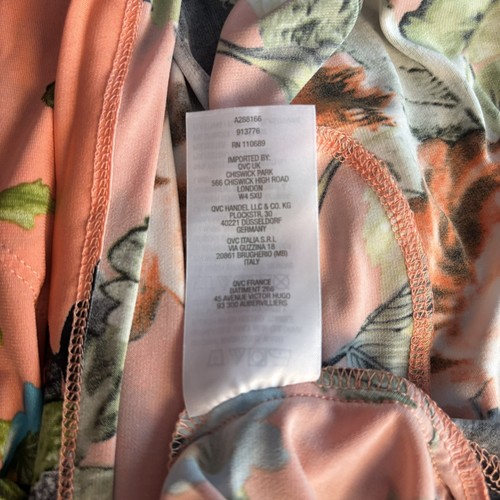 A288166
913776
RN 110689
IMPORTED BY:
QVC UK
CHISWICK PARK
566 CHISWICK HIGH ROAD
LONDON
W4 5XU
QVC HANDEL LLC & CO. KG
PLOCKSTR. 30
40221 DUSSELDORF
GERMANY
QVC ITALIA S.R.L
VIA GUZZINA 18
20861 BRUGHERIO (MB)
ITALY
QVC FRANCE
BATIMENT 264
45 AVENUE VICTOR HUGO
93 300 AUBERVILLIERS